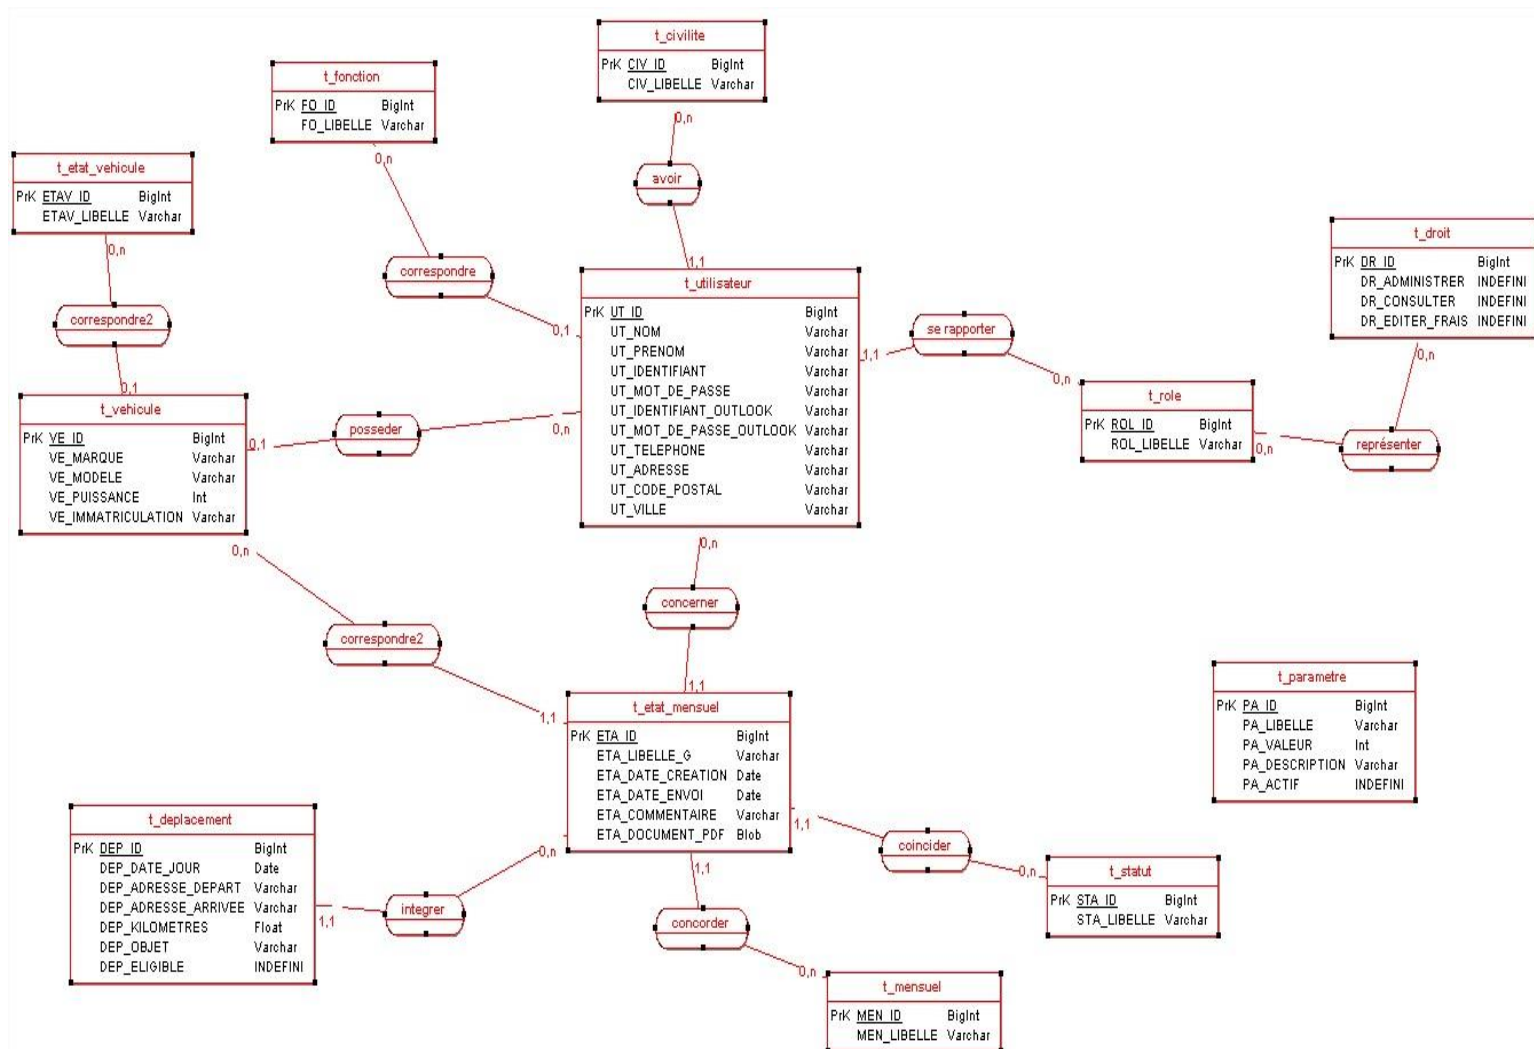 t_civilite
PrK CIV_ID BigInt
CIV_LIBELLE Varchar
0,n
avoir
1,1
t_fonction
PrK FO_ID BigInt
FO_LIBELLE Varchar
0,n
correspondre
0,1
t_etat_vehicule
PrK ETAV_ID BigInt
ETAV_LIBELLE Varchar
0,n
correspondre2
0,1
t_vehicule
PrK VE_ID BigInt
VE_MARQUE Varchar
VE_MODELE Varchar
VE_PUISSANCE Int
VE_IMMATRICULATION Varchar
0,1
posseder
0,n
t_utilisateur
PrK UT_ID BigInt
UT_NOM Varchar
UT_PRENOM Varchar
UT_IDENTIFIANT Varchar
UT_MOT_DE_PASSE Varchar
UT_IDENTIFIANT_OUTLOOK Varchar
UT_MOT_DE_PASSE_OUTLOOK Varchar
UT_TELEPHONE Varchar
UT_ADRESSE Varchar
UT_CODE_POSTAL Varchar
UT_VILLE Varchar
1,1
se rapporter
0,n
t_role
PrK ROL_ID BigInt
ROL_LIBELLE Varchar
0,n
représenter
0,n
t_droit
PrK DR_ID BigInt
DR_ADMINISTRER INDEFINI
DR_CONSULTER INDEFINI
DR_EDITER_FRAIS INDEFINI
0,n
concerner
1,1
0,n
correspondre2
1,1
t_etat_mensuel
PrK ETA_ID BigInt
ETA_LIBELLE_G Varchar
ETA_DATE_CREATION Date
ETA_DATE_ENVOI Date
ETA_COMMENTAIRE Varchar
ETA_DOCUMENT_PDF Blob
t_parametre
PrK PA_ID BigInt
PA_LIBELLE Varchar
PA_VALEUR Int
PA_DESCRIPTION Varchar
PA_ACTIF INDEFINI
t_deplacement
PrK DEP_ID BigInt
DEP_DATE_JOUR Date
DEP_ADRESSE_DEPART Varchar
DEP_ADRESSE_ARRIVEE Varchar
DEP_KILOMETRES Float
DEP_OBJET Varchar
DEP_ELIGIBLE INDEFINI
1,1
integrer
0,n
1,1
concorder
0,n
t_mensuel
PrK MEN_ID BigInt
MEN_LIBELLE Varchar
1,1
coincider
0,n
t_statut
PrK STA_ID BigInt
STA_LIBELLE Varchar